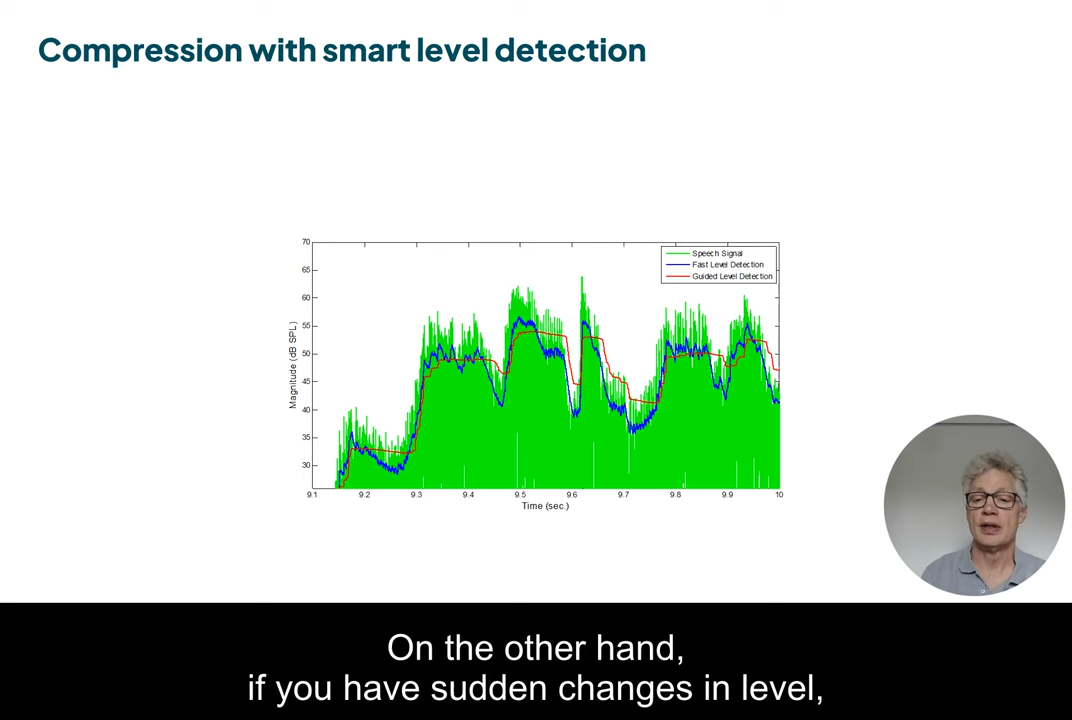 Compression with smart level detection
70
65
60
55
50
45
40
35
30
Magnitude (dB SPL)
Speech Signal
Fast Level Detection
Guided Level Detection
9.1 9.2 9.3 9.4 9.5 9.6 9.7 9.8 9.9 10
Time (sec.)
On the other hand,
if you have sudden changes in level,